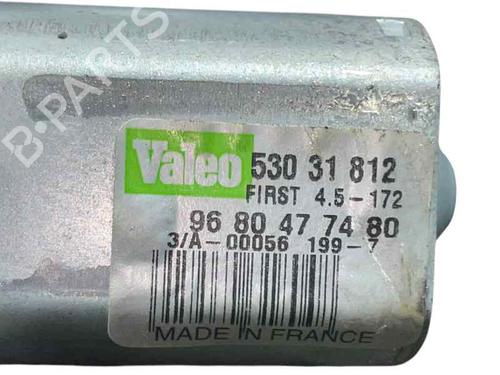 B-PARTS
Valeo 530 31 812
FIRST 4.5-172
96 80 47 74 80
3/A-00056 199-7
MADE IN FRANCE